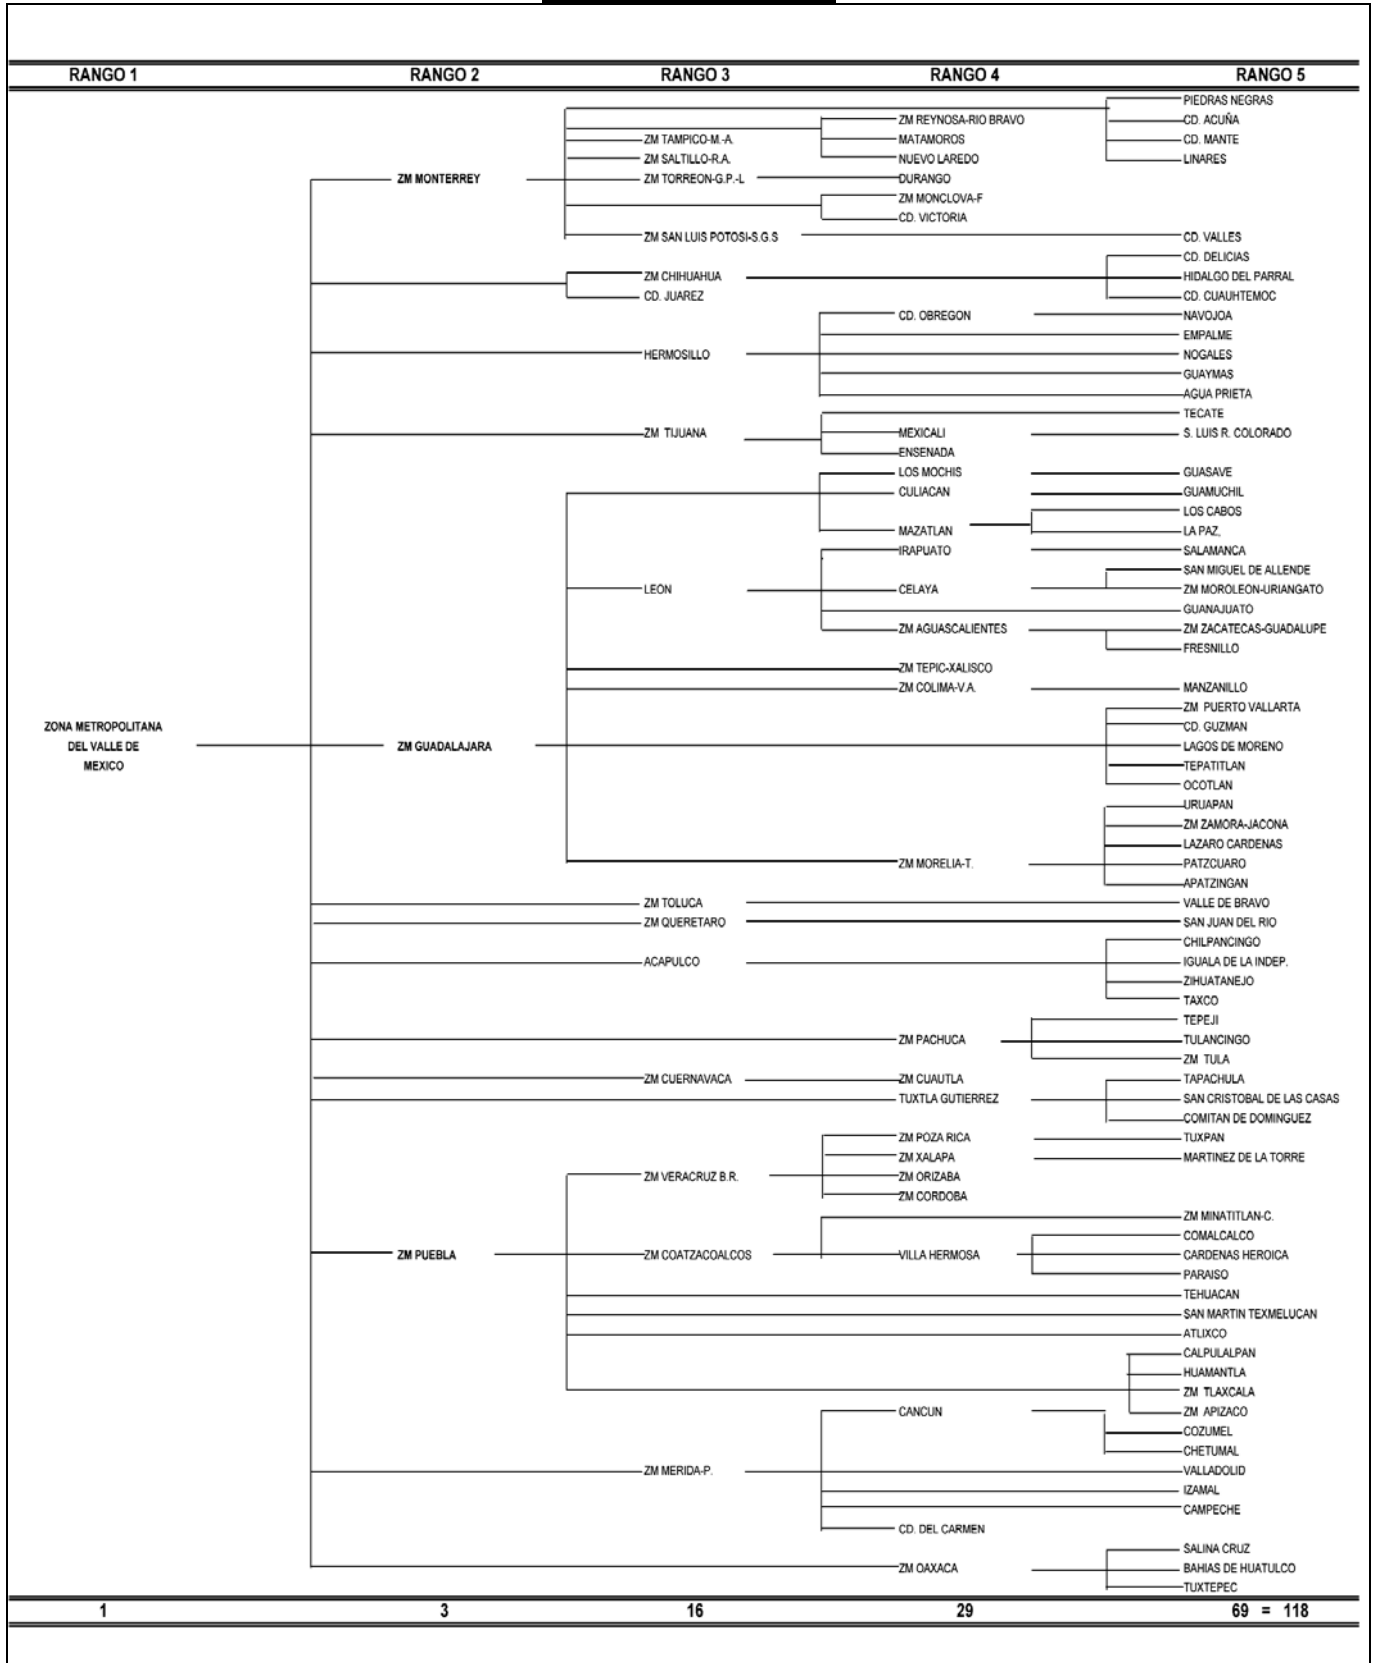 RANGO 1 RANGO 2 RANGO 3 RANGO 4 RANGO 5
PIEDRAS NEGRAS
ZM REYNOSA-RIO BRAVO CD. ACUÑA
ZM TAMPICO-M.-A. MATAMOROS CD. MANTE
ZM SALTILLO-R.A. NUEVO LAREDO LINARES
ZM MONTERREY ZM TORREON-G.P.-L DURANGO
ZM MONCLOVA-F
CD. VICTORIA
ZM SAN LUIS POTOSI-S.G.S CD. VALLES
CD. DELICIAS
ZM CHIHUAHUA HIDALGO DEL PARRAL
CD. JUAREZ CD. CUAUHTEMOC
CD. OBREGON NAVOJOA
EMPALME
HERMOSILLO NOGALES
GUAYMAS
AGUA PRIETA
TECATE
ZM TIJUANA MEXICALI S. LUIS R. COLORADO
ENSENADA
LOS MOCHIS GUASAVE
CULIACAN GUAMUCHIL
LOS CABOS
MAZATLAN LA PAZ,
IRAPUATO SALAMANCA
SAN MIGUEL DE ALLENDE
LEON CELAYA ZM MOROLEON-URIANGATO
GUANAJUATO
ZM AGUASCALIENTES ZM ZACATECAS-GUADALUPE
FRESNILLO
ZM TEPIC-XALISCO
ZM COLIMA-V.A. MANZANILLO
ZM PUERTO VALLARTA
ZONA METROPOLITANA CD. GUZMAN
DEL VALLE DE ZM GUADALAJARA LAGOS DE MORENO
MEXICO TEPATITLAN
OCOTLAN
URUAPAN
ZM ZAMORA-JACONA
LAZARO CARDENAS
ZM MORELIA-T. PATZCUARO
APATZINGAN
ZM TOLUCA VALLE DE BRAVO
ZM QUERETARO SAN JUAN DEL RIO
CHILPANCINGO
ACAPULCO IGUALA DE LA INDEP.
ZIHUATANEJO
TAXCO
TEPEJI
ZM PACHUCA TULANCINGO
ZM TULA
ZM CUERNAVACA ZM CUAUTLA TAPACHULA
TUXTLA GUTIERREZ SAN CRISTOBAL DE LAS CASAS
COMITAN DE DOMINGUEZ
ZM POZA RICA TUXPAN
ZM XALAPA MARTINEZ DE LA TORRE
ZM VERACRUZ B.R. ZM ORIZABA
ZM CORDOBA
ZM MINATITLAN-C.
COMALCALCO
ZM PUEBLA ZM COATZACOALCOS VILLA HERMOSA CARDENAS HEROICA
PARAISO
TEHUACAN
SAN MARTIN TEXMELUCAN
ATLIXCO
CALPULALPAN
HUAMANTLA
ZM TLAXCALA
CANCUN ZM APIZACO
COZUMEL
CHETUMAL
ZM MERIDA-P. VALLADOLID
IZAMAL
CAMPECHE
CD. DEL CARMEN
SALINA CRUZ
ZM OAXACA BAHIAS DE HUATULCO
TUXTEPEC
1 3 16 29 69 = 118